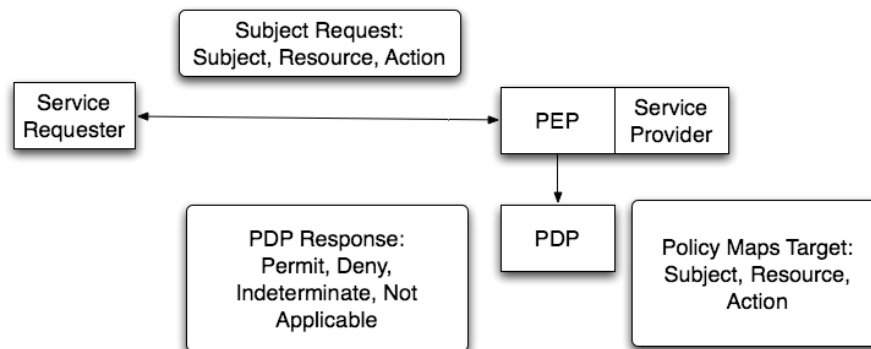 Subject Request:
Subject, Resource, Action
Service
Requester
PEP
Service
Provider
PDP Response:
Permit, Deny,
Indeterminate, Not
Applicable
PDP
Policy Maps Target:
Subject, Resource,
Action